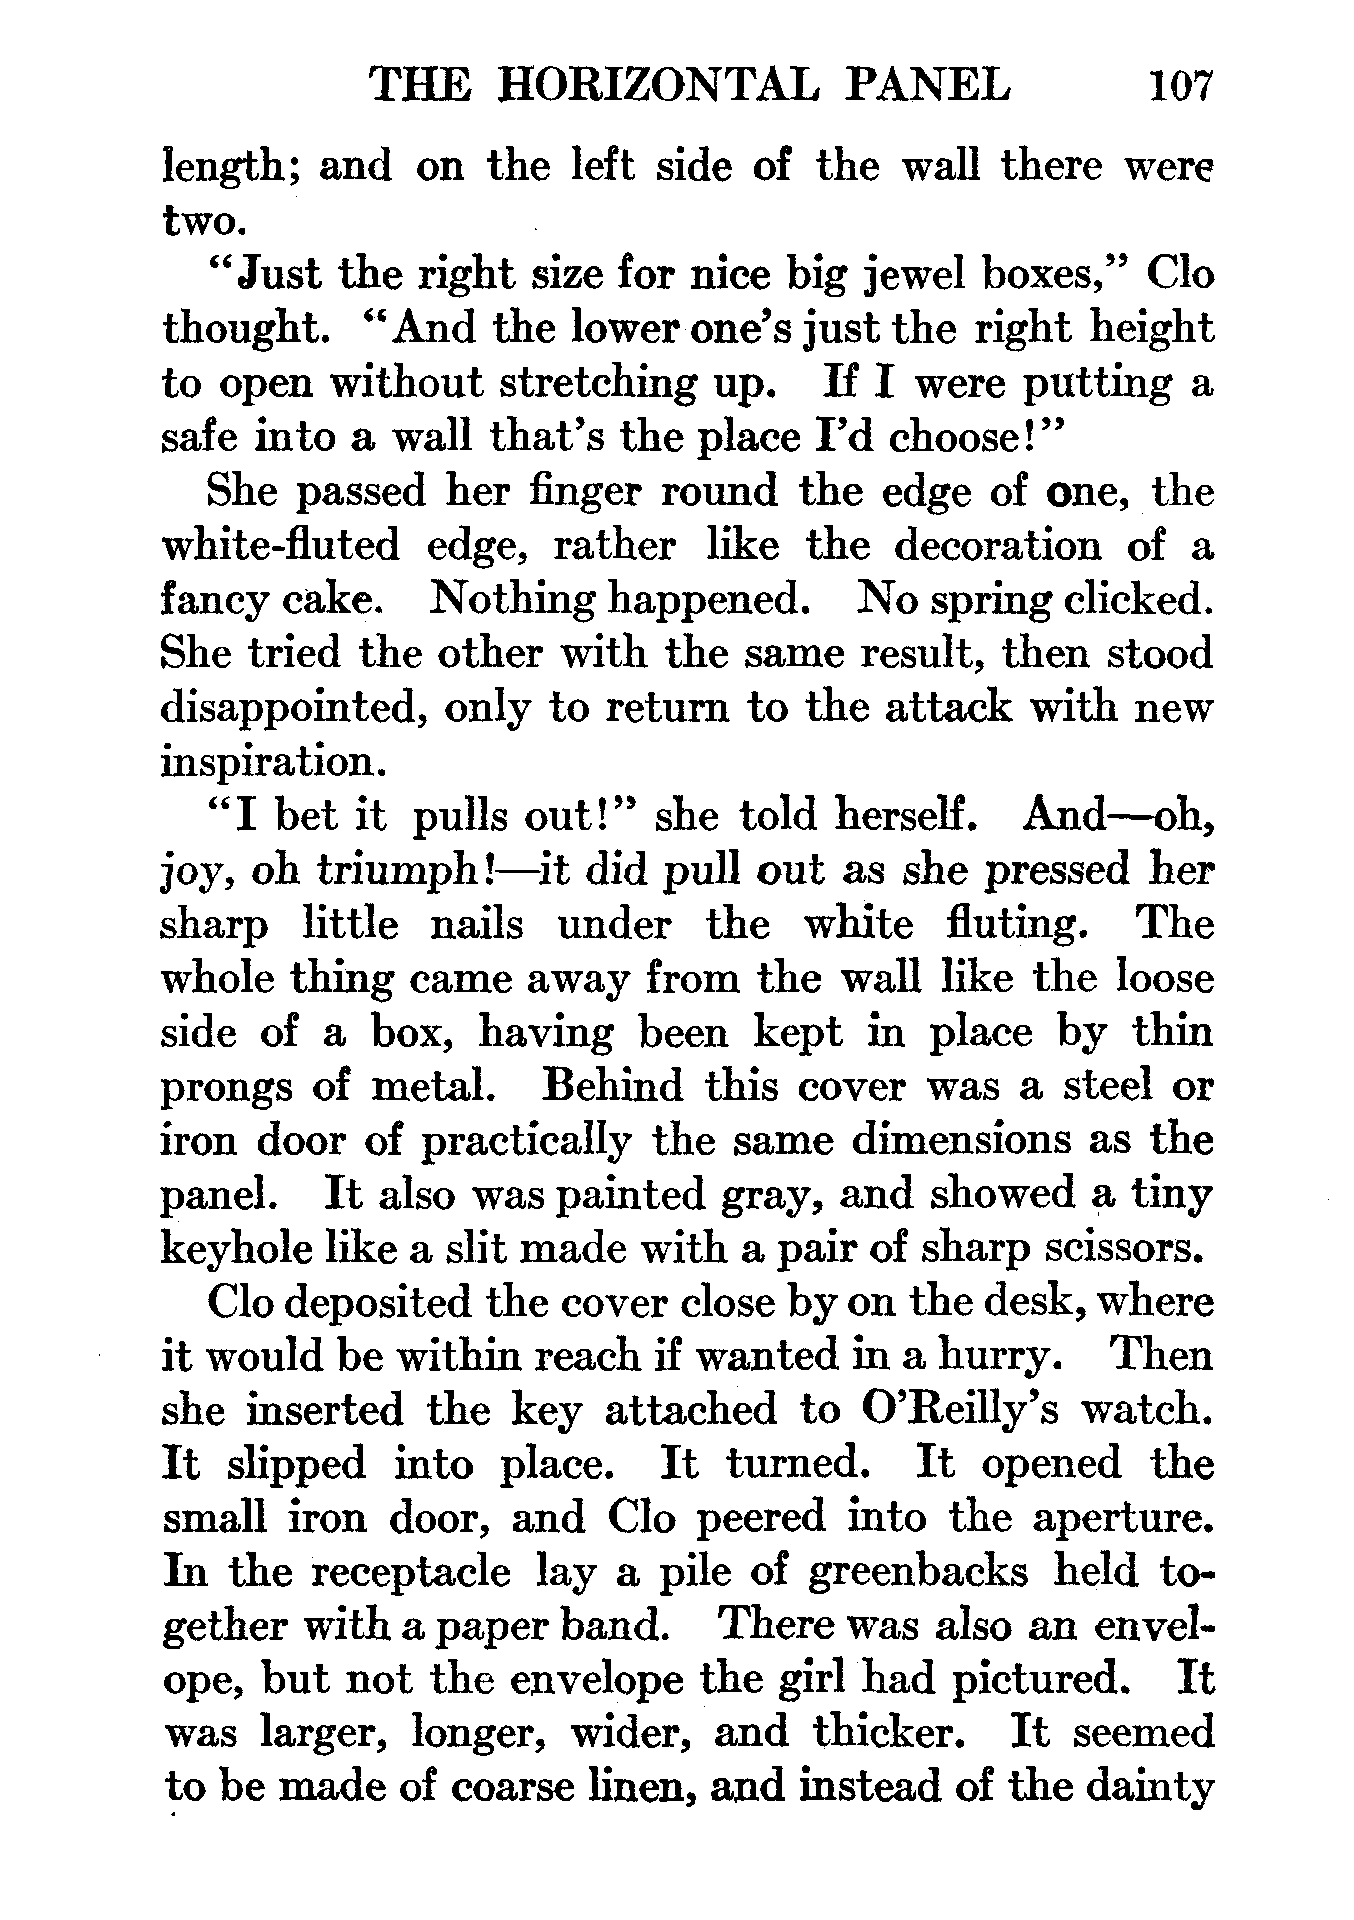 THE HORIZONTAL PANEL 107
length; and on the left side of the wall there were
two.
“Just the right size for nice big jewel boxes,” Clo
thought. “And the lower one’s just the right height
to open without stretching up. If I were putting a
safe into a wall that’s the place I’d choose!”
She passed her finger round the edge of one, the
white-fluted edge, rather like the decoration of a
fancy cake. Nothing happened. No spring clicked.
She tried the other with the same result, then stood
disappointed, only to return to the attack with new
inspiration.
“I bet it pulls out!” she told herself. And—oh,
joy, oh triumph!—it did pull out as she pressed her
sharp little nails under the white fluting. The
whole thing came away from the wall like the loose
side of a box, having been kept in place by thin
prongs of metal. Behind this cover was a steel or
iron door of practically the same dimensions as the
panel. It also was painted gray, and showed a tiny
keyhole like a slit made with a pair of sharp scissors.
Clo deposited the cover close by on the desk, where
it would be within reach if wanted in a hurry. Then
she inserted the key attached to O’Reilly’s watch.
It slipped into place. It turned. It opened the
small iron door, and Clo peered into the aperture.
In the receptacle lay a pile of greenbacks held to-
gether with a paper band. There was also an envel-
ope, but not the envelope the girl had pictured. It
was larger, longer, wider, and thicker. It seemed
to be made of coarse linen, and instead of the dainty